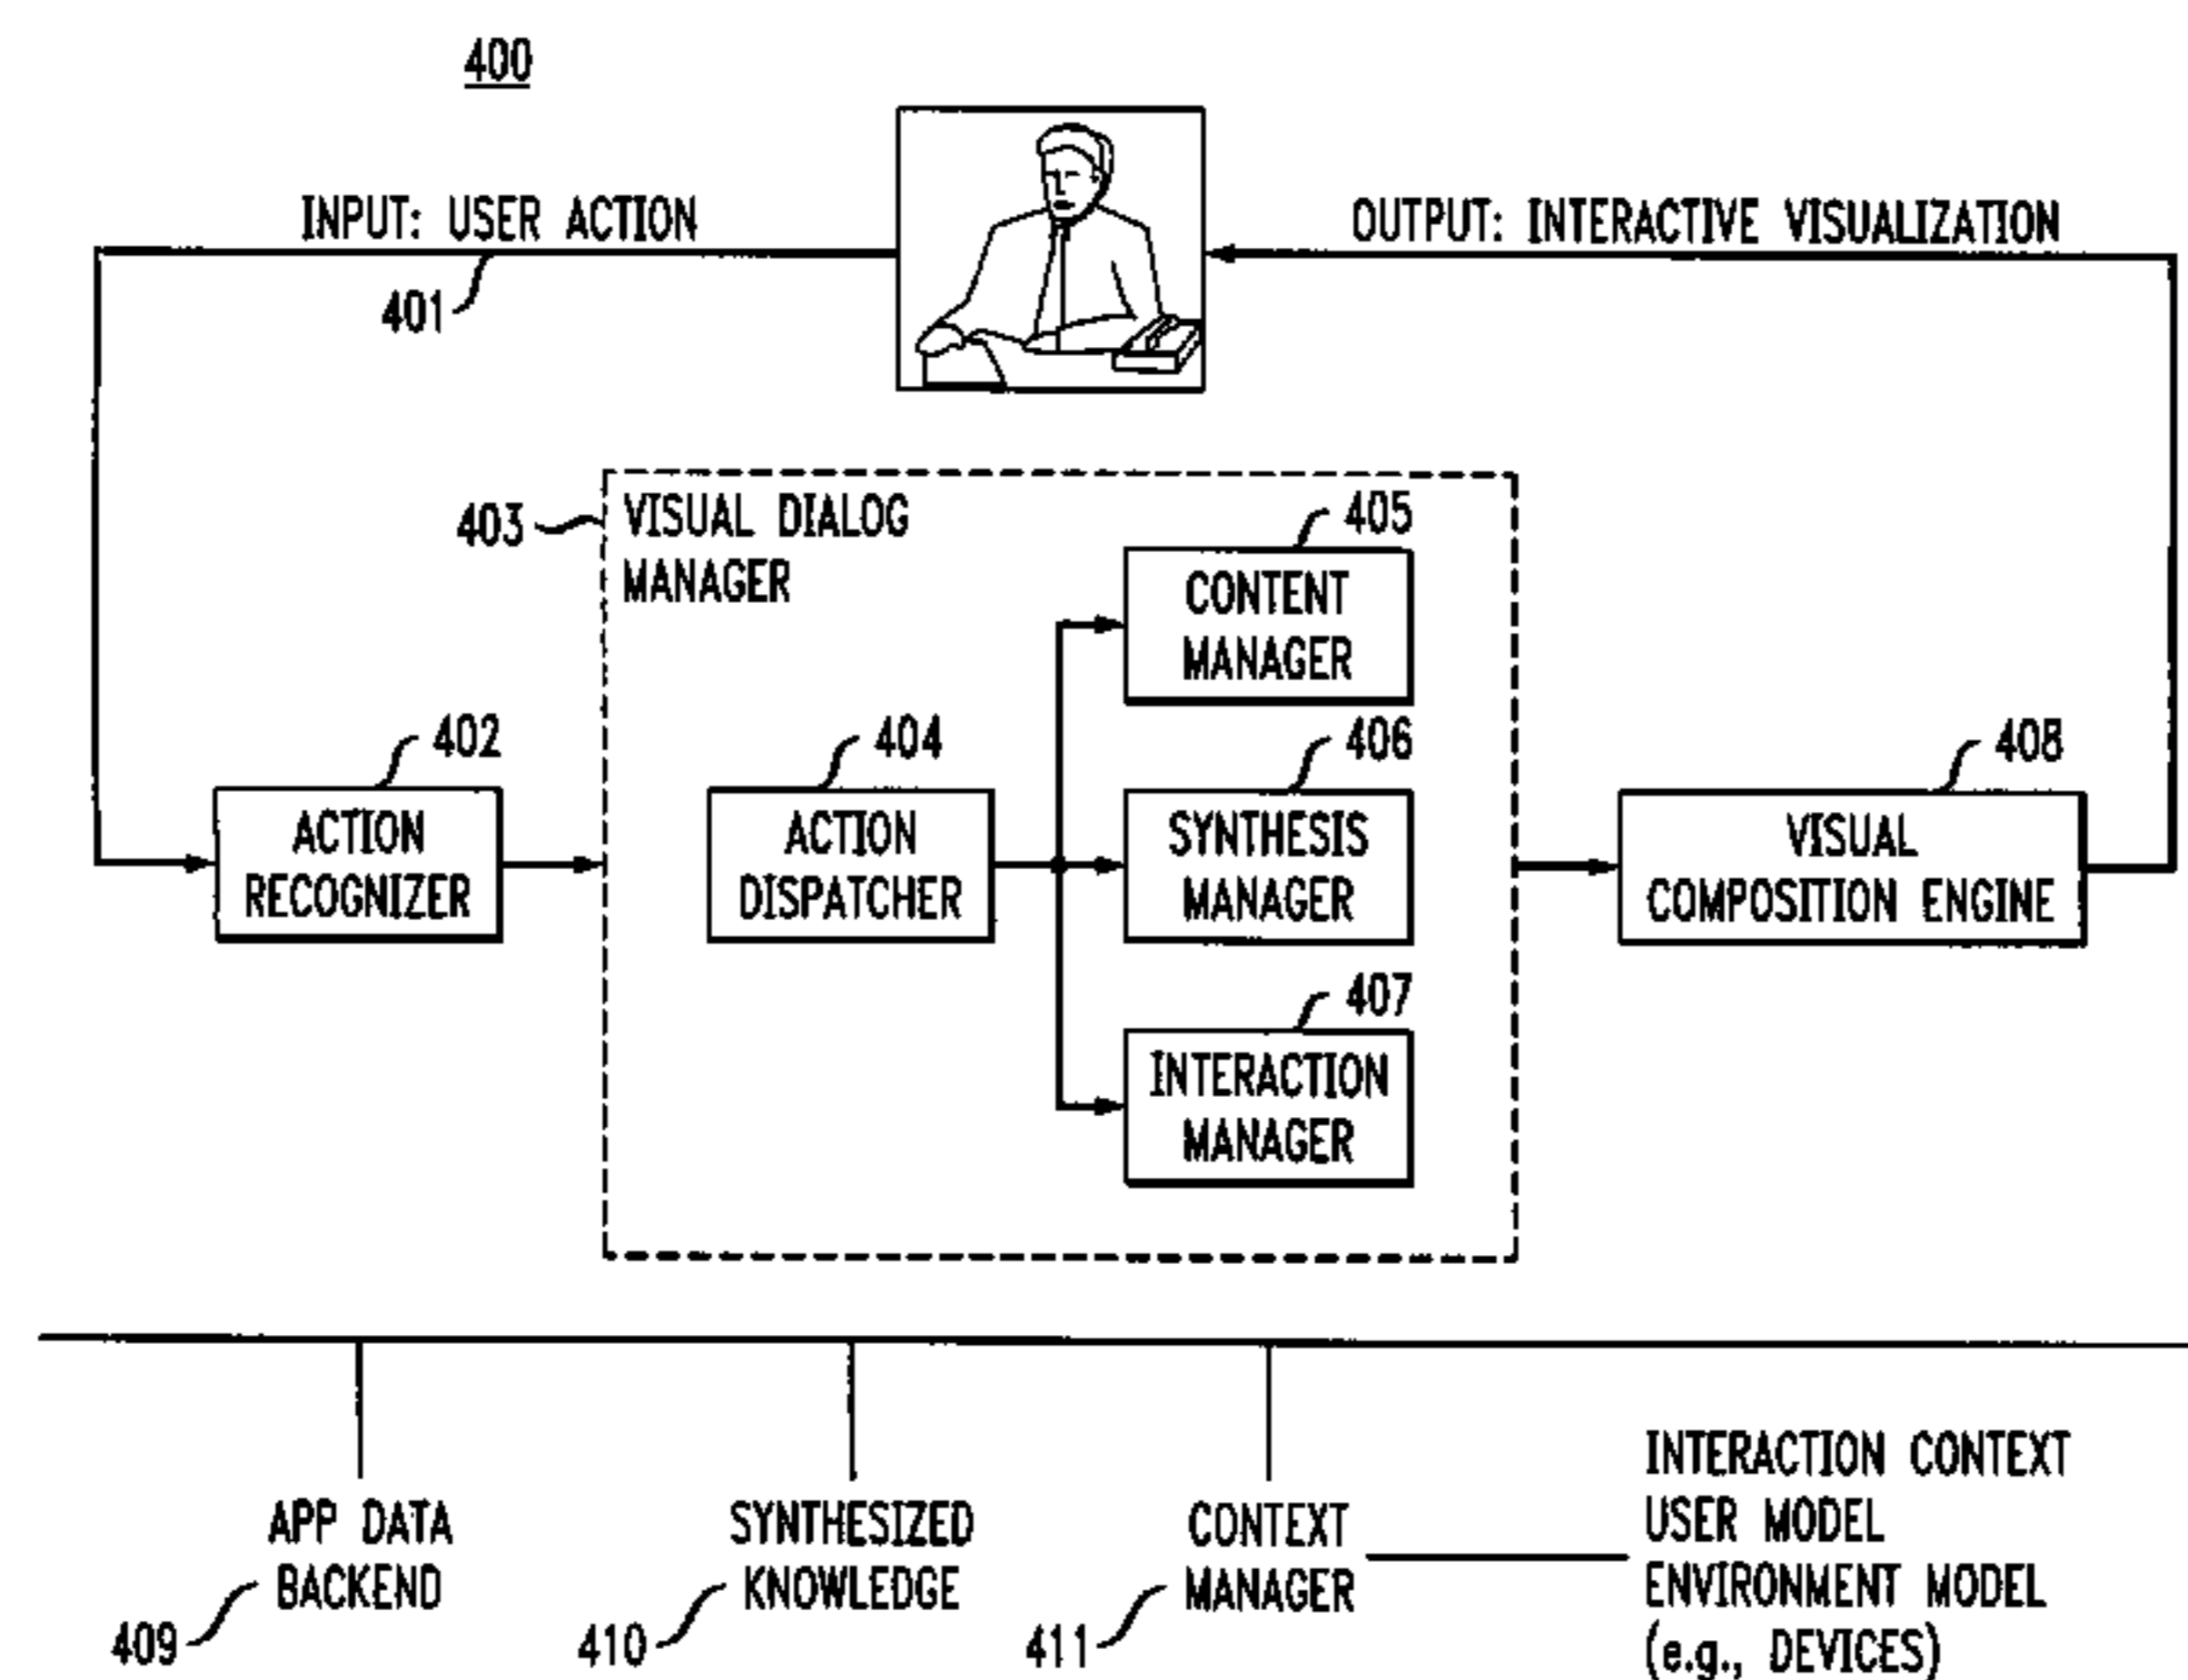 400
INPUT: USER ACTION
OUTPUT: INTERACTIVE VISUALIZATION
401
403
VISUAL DIALOG
MANAGER
405
CONTENT
MANAGER
402
ACTION
RECOGNIZER
404
ACTION
DISPATCHER
406
SYNTHESIS
MANAGER
408
VISUAL
COMPOSITION ENGINE
407
INTERACTION
MANAGER
APP DATA
BACKEND
409
SYNTHESIZED
KNOWLEDGE
410
CONTEXT
MANAGER
411
INTERACTION CONTEXT
USER MODEL
ENVIRONMENT MODEL
(e.g., DEVICES)